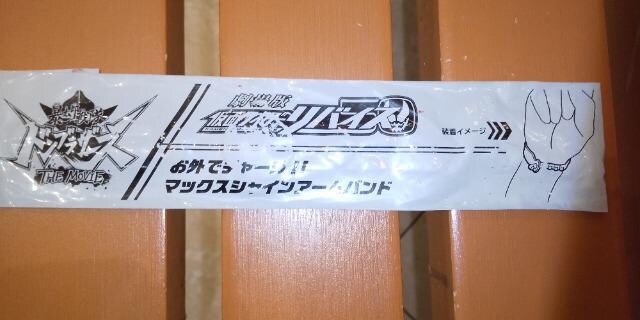 暴太郎戦隊
ドンブラザーズ
THE MOVIE
劇場版
仮面ライダーリバイス
装着イメージ
お外でシャーイン!!
マックスシャインアームバンド